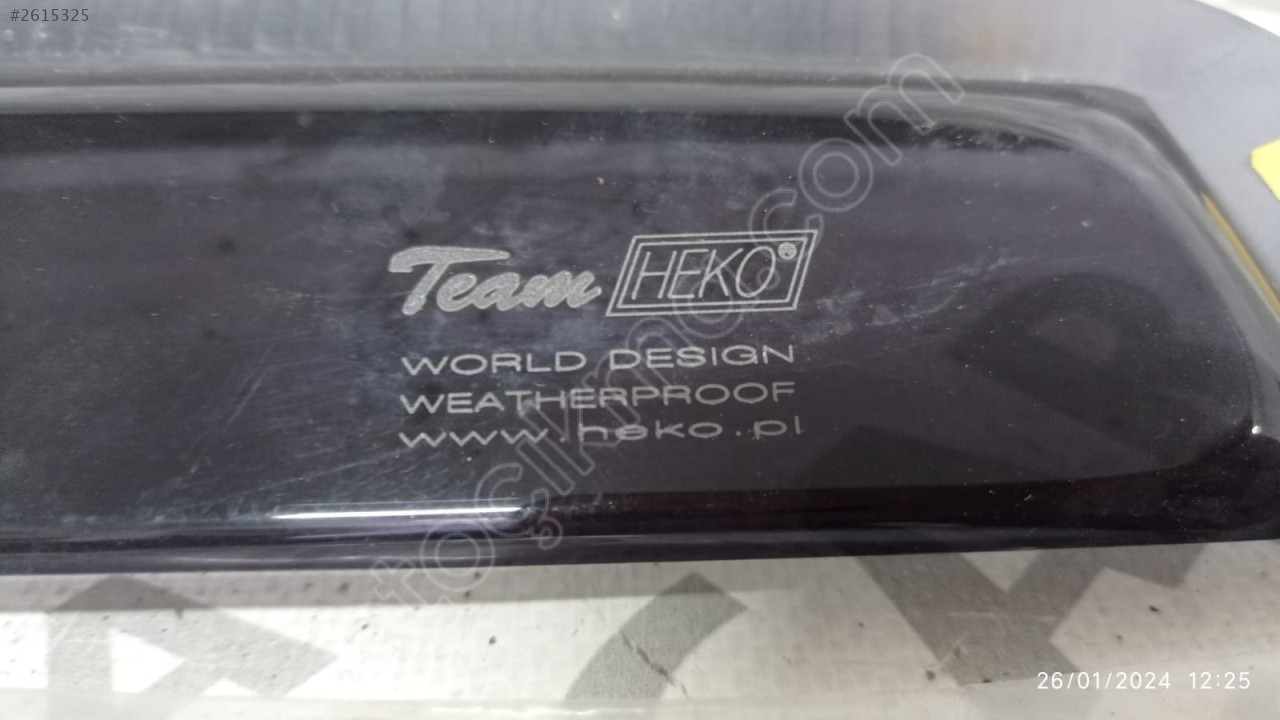 #2615325
Team HEKO®
WORLD DESIGN
WEATHERPROOF
www.heko.pl
26/01/2024 12:25